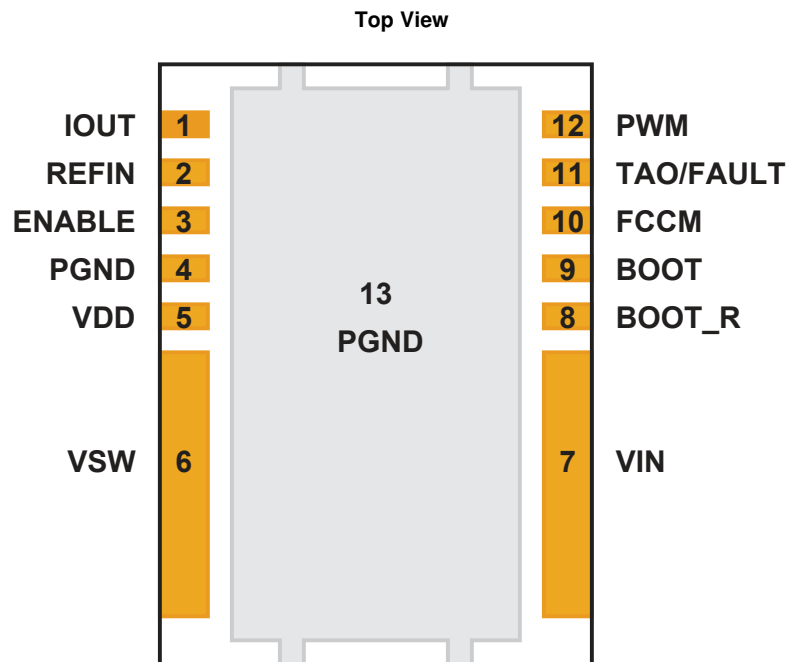 Top View
IOUT 1 12 PWM
REFIN 2 11 TAO/FAULT
ENABLE 3 10 FCCM
PGND 4 9 BOOT
13
VDD 5 8 BOOT_R
PGND
VSW 6 7 VIN